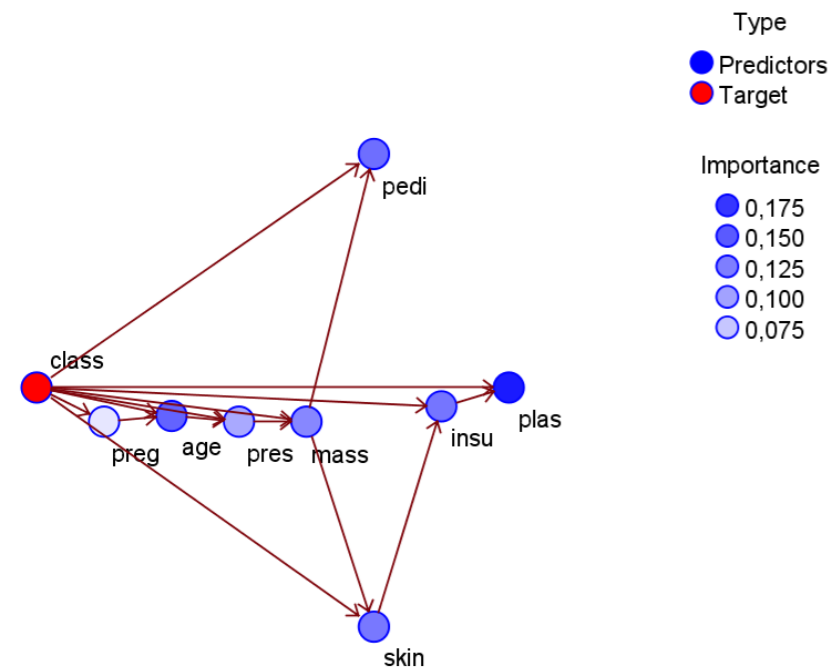 Type
Predictors
Target
Importance
0,175
0,150
0,125
0,100
0,075
pedi
class
preg
age
pres
mass
insu
plas
skin